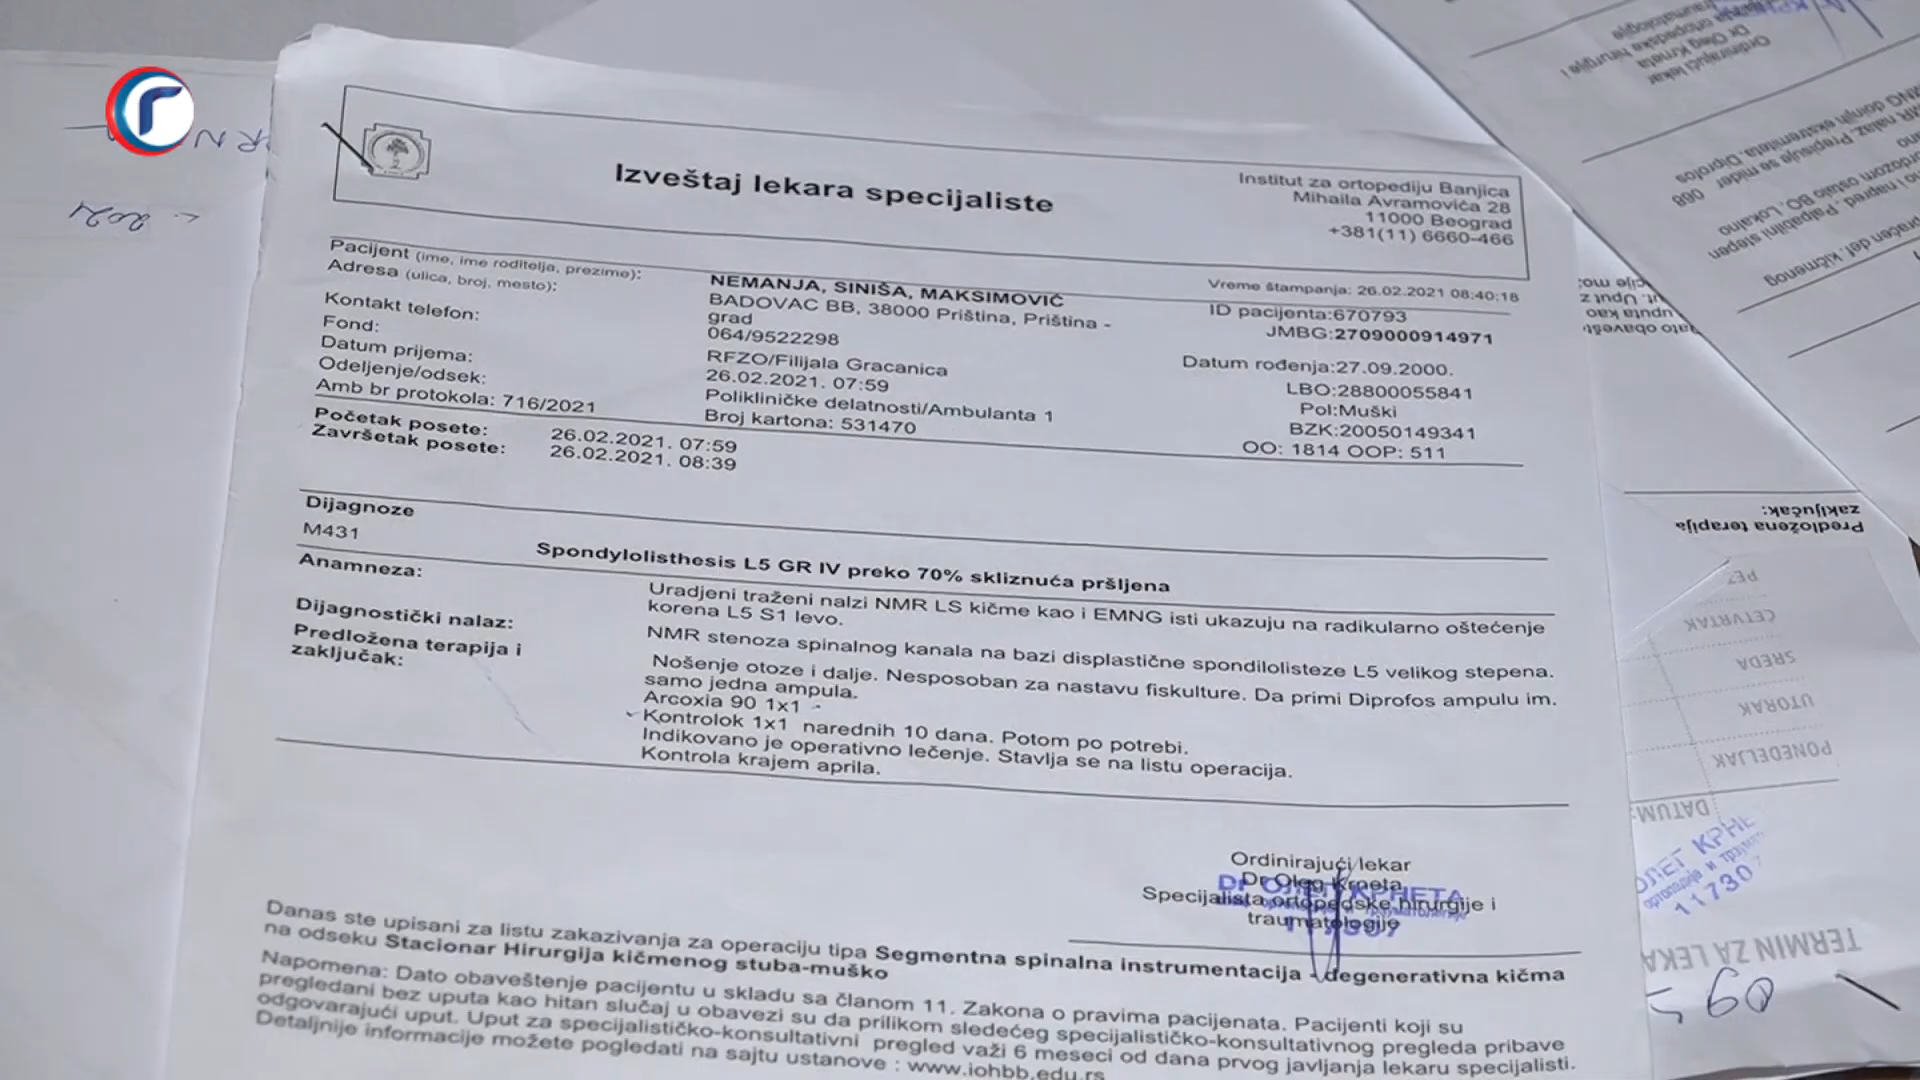 Izveštaj lekara specijaliste
Institut za ortopediju Banjica
Mihaila Avramovića 28
11000 Beograd
+381(11) 6660-466
Pacijent (ime, ime roditelja, prezime):
NEMANJA, SINIŠA, MAKSIMOVIĆ
Vreme štampanja: 26.02.2021 08:40:18
Adresa (ulica, broj, mesto):
BADOVAC BB, 38000 Priština, Priština -
grad
ID pacijenta:670793
Kontakt telefon:
064/9522298
JMBG:2709000914971
Fond:
RFZO/Filijala Gracanica
Datum rođenja:27.09.2000.
Datum prijema:
26.02.2021. 07:59
LBO:28800055841
Odeljenje/odsek:
Polikliničke delatnosti/Ambulanta 1
Pol:Muški
Amb br protokola: 716/2021
Broj kartona: 531470
BZK:20050149341
OO: 1814 OOP: 511
Početak posete: 26.02.2021. 07:59
Završetak posete: 26.02.2021. 08:39
Dijagnoze
M431
Spondylolisthesis L5 GR IV preko 70% skliznuća pršljena
Anamneza:
Uradjeni traženi nalzi NMR LS kičme kao i EMNG isti ukazuju na radikularno oštećenje
korena L5 S1 levo.
Dijagnostički nalaz:
NMR stenoza spinalnog kanala na bazi displastične spondilolisteze L5 velikog stepena.
Predložena terapija i
zaključak:
Nošenje otoze i dalje. Nesposoban za nastavu fiskulture. Da primi Diprofos ampulu im.
samo jedna ampula.
Arcoxia 90 1x1
Kontrolok 1x1 narednih 10 dana. Potom po potrebi.
Indikovano je operativno lečenje. Stavlja se na listu operacija.
Kontrola krajem aprila.
Ordinirajući lekar
Dr Oleg Krneta
Specijalista ortopedske hirurgije i
traumatologije
Danas ste upisani za listu zakazivanja za operaciju tipa Segmentna spinalna instrumentacija - degenerativna kičma
na odseku Stacionar Hirurgija kičmenog stuba-muško
Napomena: Dato obaveštenje pacijentu u skladu sa članom 11. Zakona o pravima pacijenata. Pacijenti koji su
pregledani bez uputa kao hitan slučaj u obavezi su da prilikom sledećeg specijalističko-konsultativnog pregleda pribave
odgovarajući uput. Uput za specijalističko-konsultativni pregled važi 6 meseci od dana prvog javljanja lekaru specijalisti.
Detaljnije informacije možete pogledati na sajtu ustanove : www.iohbb.edu.rs
Predložena terapija
zaključak:
ČETVRTAK
SREDA
UTORAK
PONEDELJAK
DATUM:
TERMIN ZA LEKA
Ordinirajući lekar
Dr Oleg Krneta
2021